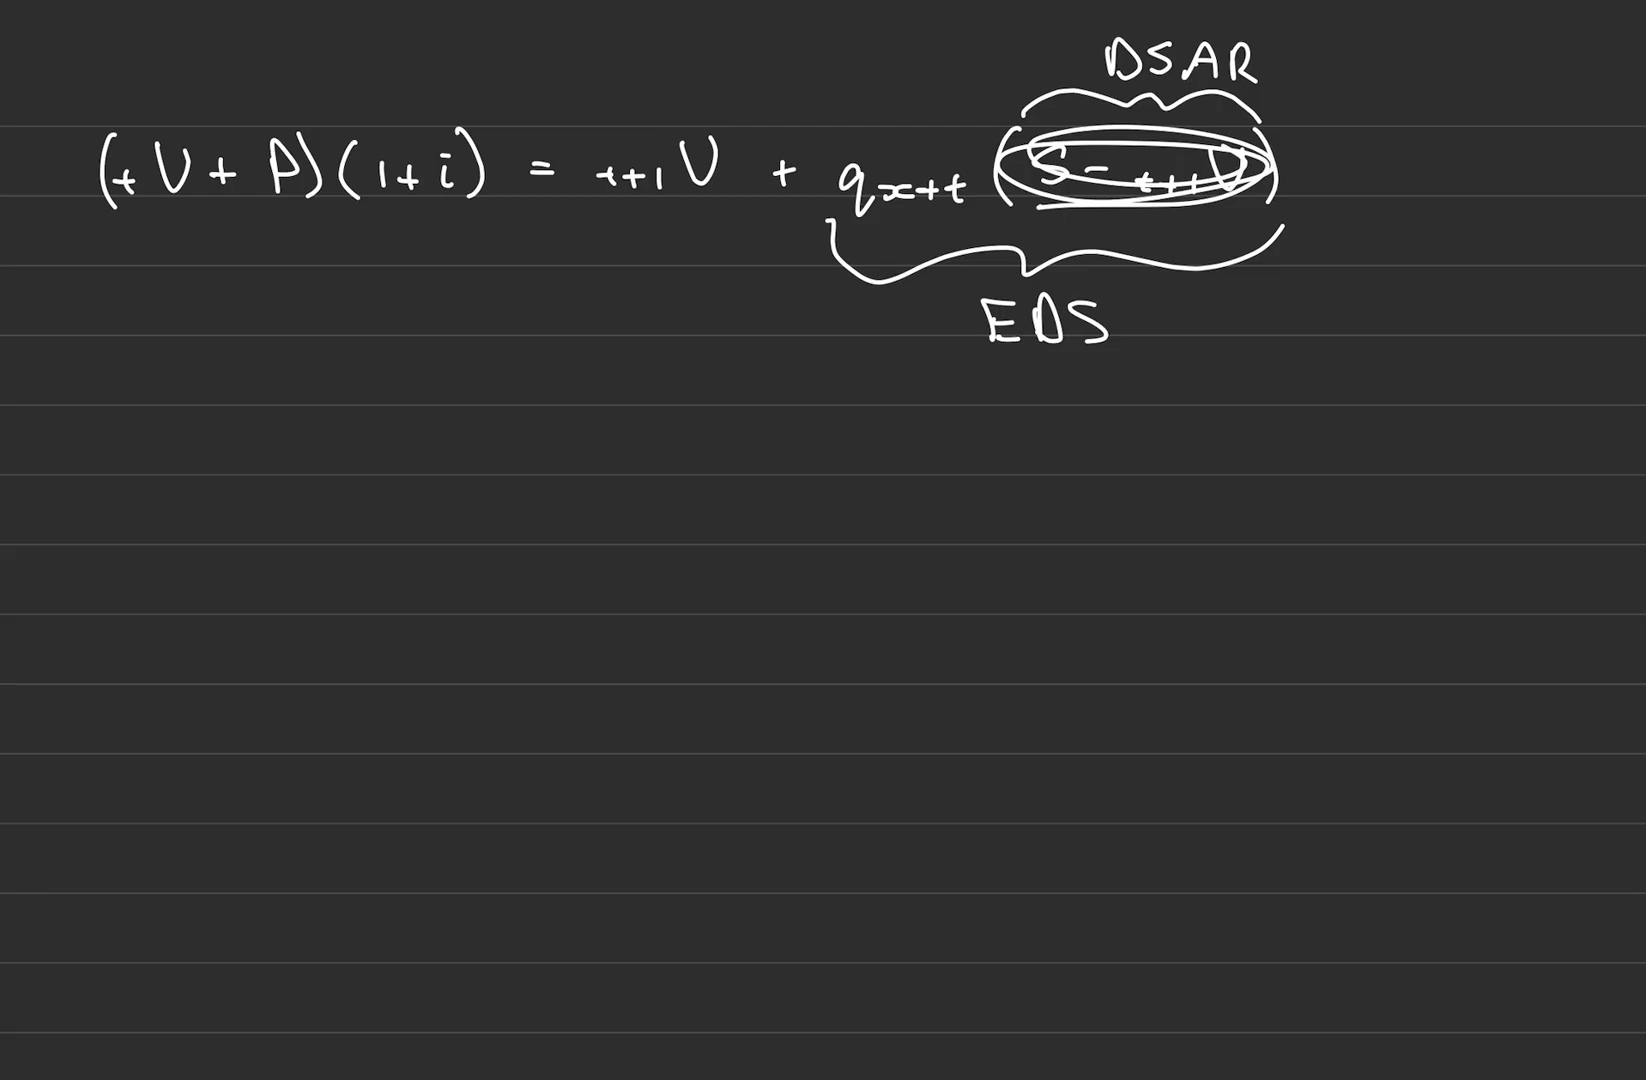 DSAR
(ₜV + P)(1+i) = ₜ₊₁V + qₓ₊ₜ (S - ₜ₊₁V)
EDS